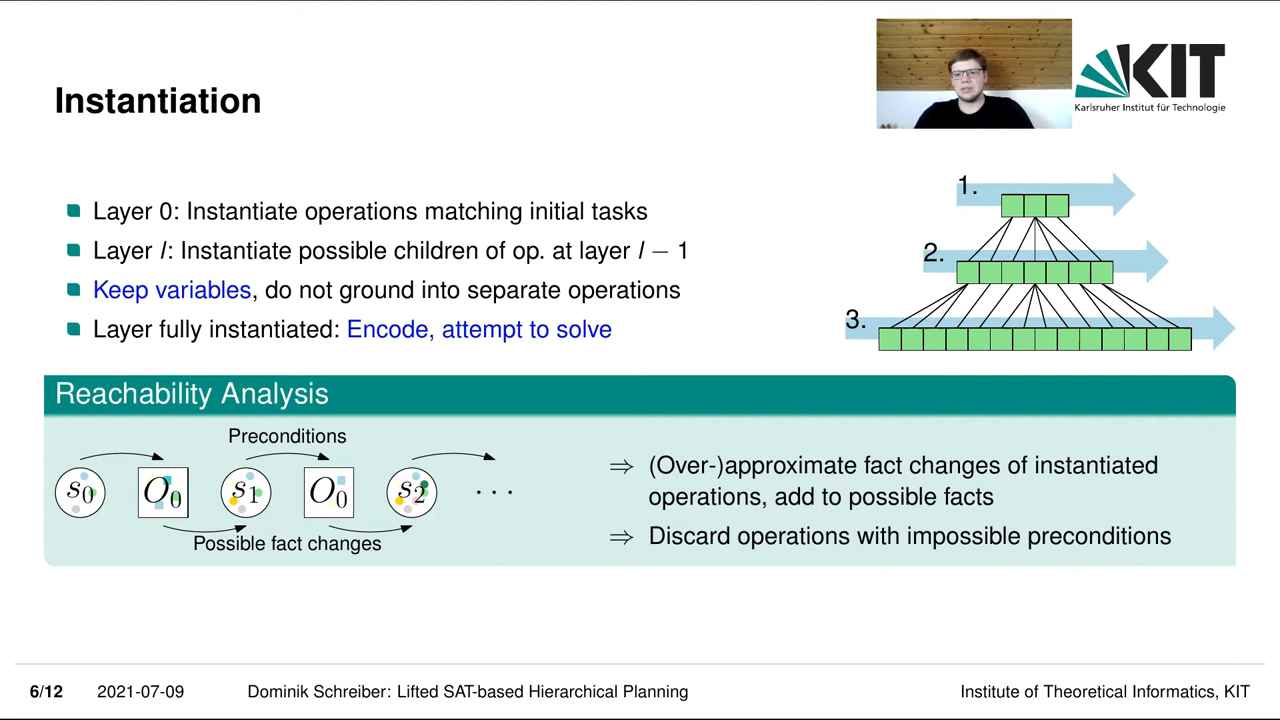 Instantiation
KIT
Karlsruher Institut für Technologie
Layer 0: Instantiate operations matching initial tasks
Layer l: Instantiate possible children of op. at layer l − 1
Keep variables, do not ground into separate operations
Layer fully instantiated: Encode, attempt to solve
1.
2.
3.
Reachability Analysis
Preconditions
s0 O0 s1 O0 s2 ···
Possible fact changes
⇒ (Over-)approximate fact changes of instantiated
operations, add to possible facts
⇒ Discard operations with impossible preconditions
6/12 2021-07-09 Dominik Schreiber: Lifted SAT-based Hierarchical Planning Institute of Theoretical Informatics, KIT